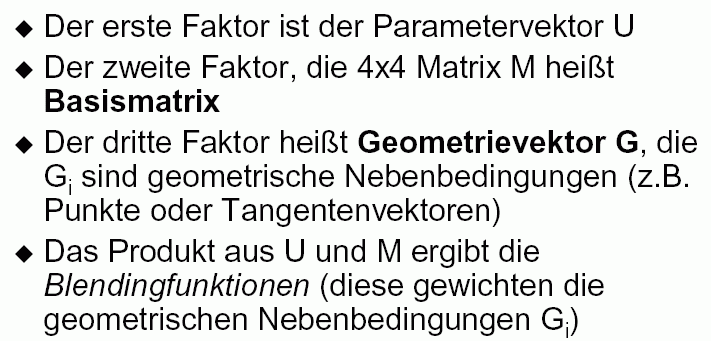 ◆ Der erste Faktor ist der Parametervektor U
◆ Der zweite Faktor, die 4x4 Matrix M heißt
Basismatrix
◆ Der dritte Faktor heißt Geometrievektor G, die
Gi sind geometrische Nebenbedingungen (z.B.
Punkte oder Tangentenvektoren)
◆ Das Produkt aus U und M ergibt die
Blendingfunktionen (diese gewichten die
geometrischen Nebenbedingungen Gi)